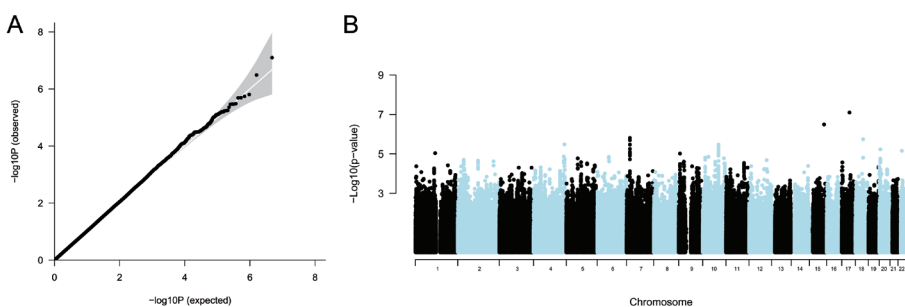 A
8
6
4
2
0
−log10P (observed)
0 2 4 6 8
−log10P (expected)
B
9
7
5
3
−Log10(p−value)
1 2 3 4 5 6 7 8 9 10 11 12 13 14 15 16 17 18 19 20 21 22
Chromosome